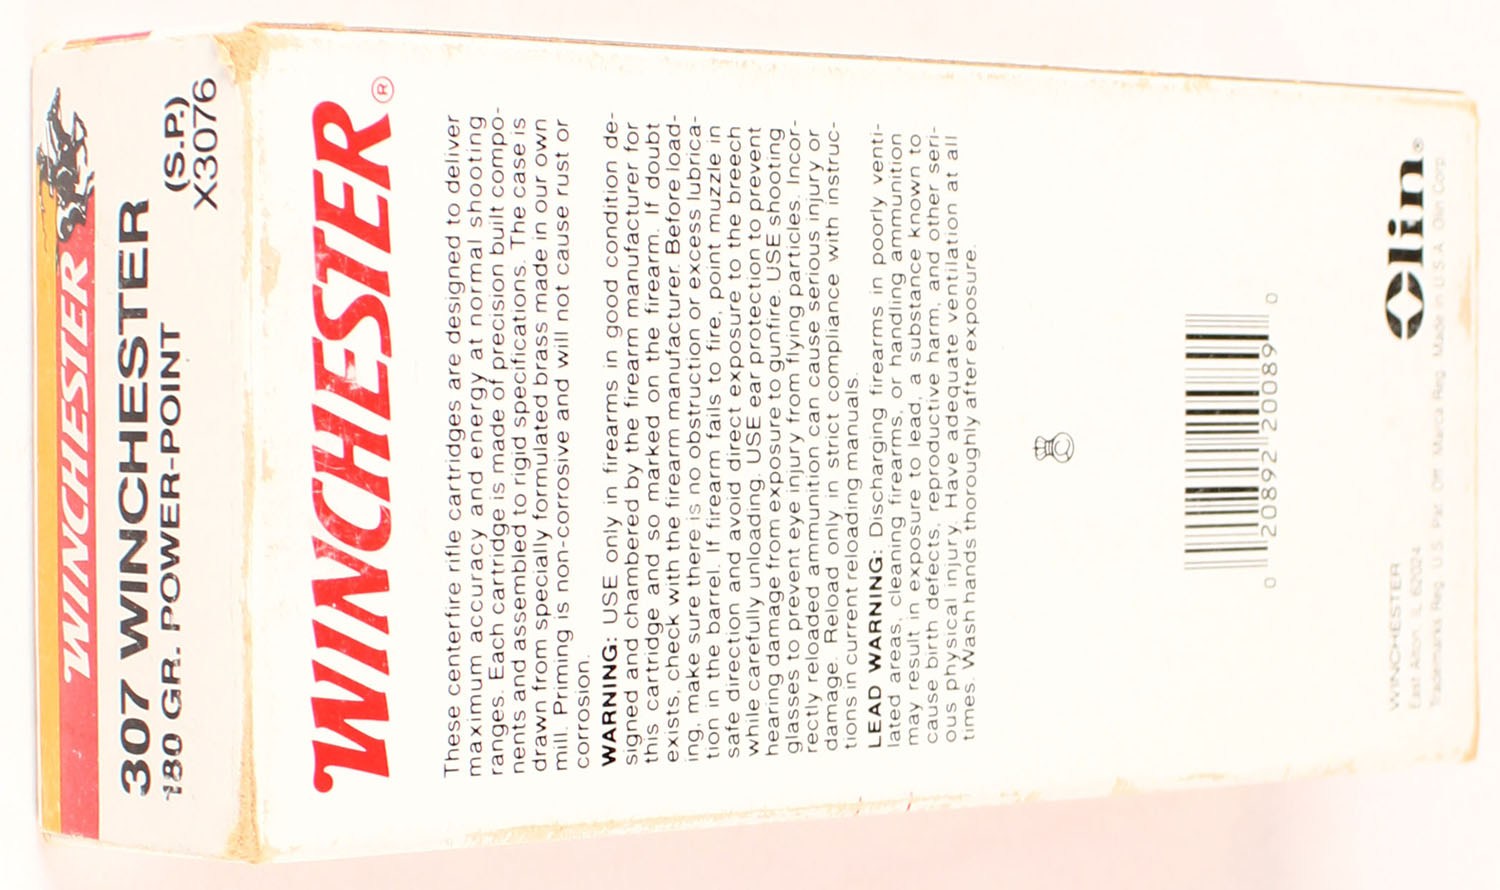 WINCHESTER
307 WINCHESTER
180 GR. POWER-POINT
(S.P.)
X3076
WINCHESTER®
These centerfire rifle cartridges are designed to deliver
maximum accuracy and energy at normal shooting
ranges. Each cartridge is made of precision built compo-
nents and assembled to rigid specifications. The case is
drawn from specially formulated brass made in our own
mill. Priming is non-corrosive and will not cause rust or
corrosion.
WARNING: USE only in firearms in good condition de-
signed and chambered by the firearm manufacturer for
this cartridge and so marked on the firearm. If doubt
exists, check with the firearm manufacturer. Before load-
ing, make sure there is no obstruction or excess lubrica-
tion in the barrel. If firearm fails to fire, point muzzle in
safe direction and avoid direct exposure to the breech
while carefully unloading. USE ear protection to prevent
hearing damage from exposure to gunfire. USE shooting
glasses to prevent eye injury from flying particles. Incor-
rectly reloaded ammunition can cause serious injury or
damage. Reload only in strict compliance with instruc-
tions in current reloading manuals.
LEAD WARNING: Discharging firearms in poorly venti-
lated areas, cleaning firearms, or handling ammunition
may result in exposure to lead, a substance known to
cause birth defects, reproductive harm, and other seri-
ous physical injury. Have adequate ventilation at all
times. Wash hands thoroughly after exposure.
0 20892 20089 0
Olin®
WINCHESTER
East Alton, IL 62024
Trademarks Reg. U.S. Pat. Off. Marca Reg. Made in U.S.A. Olin Corp.